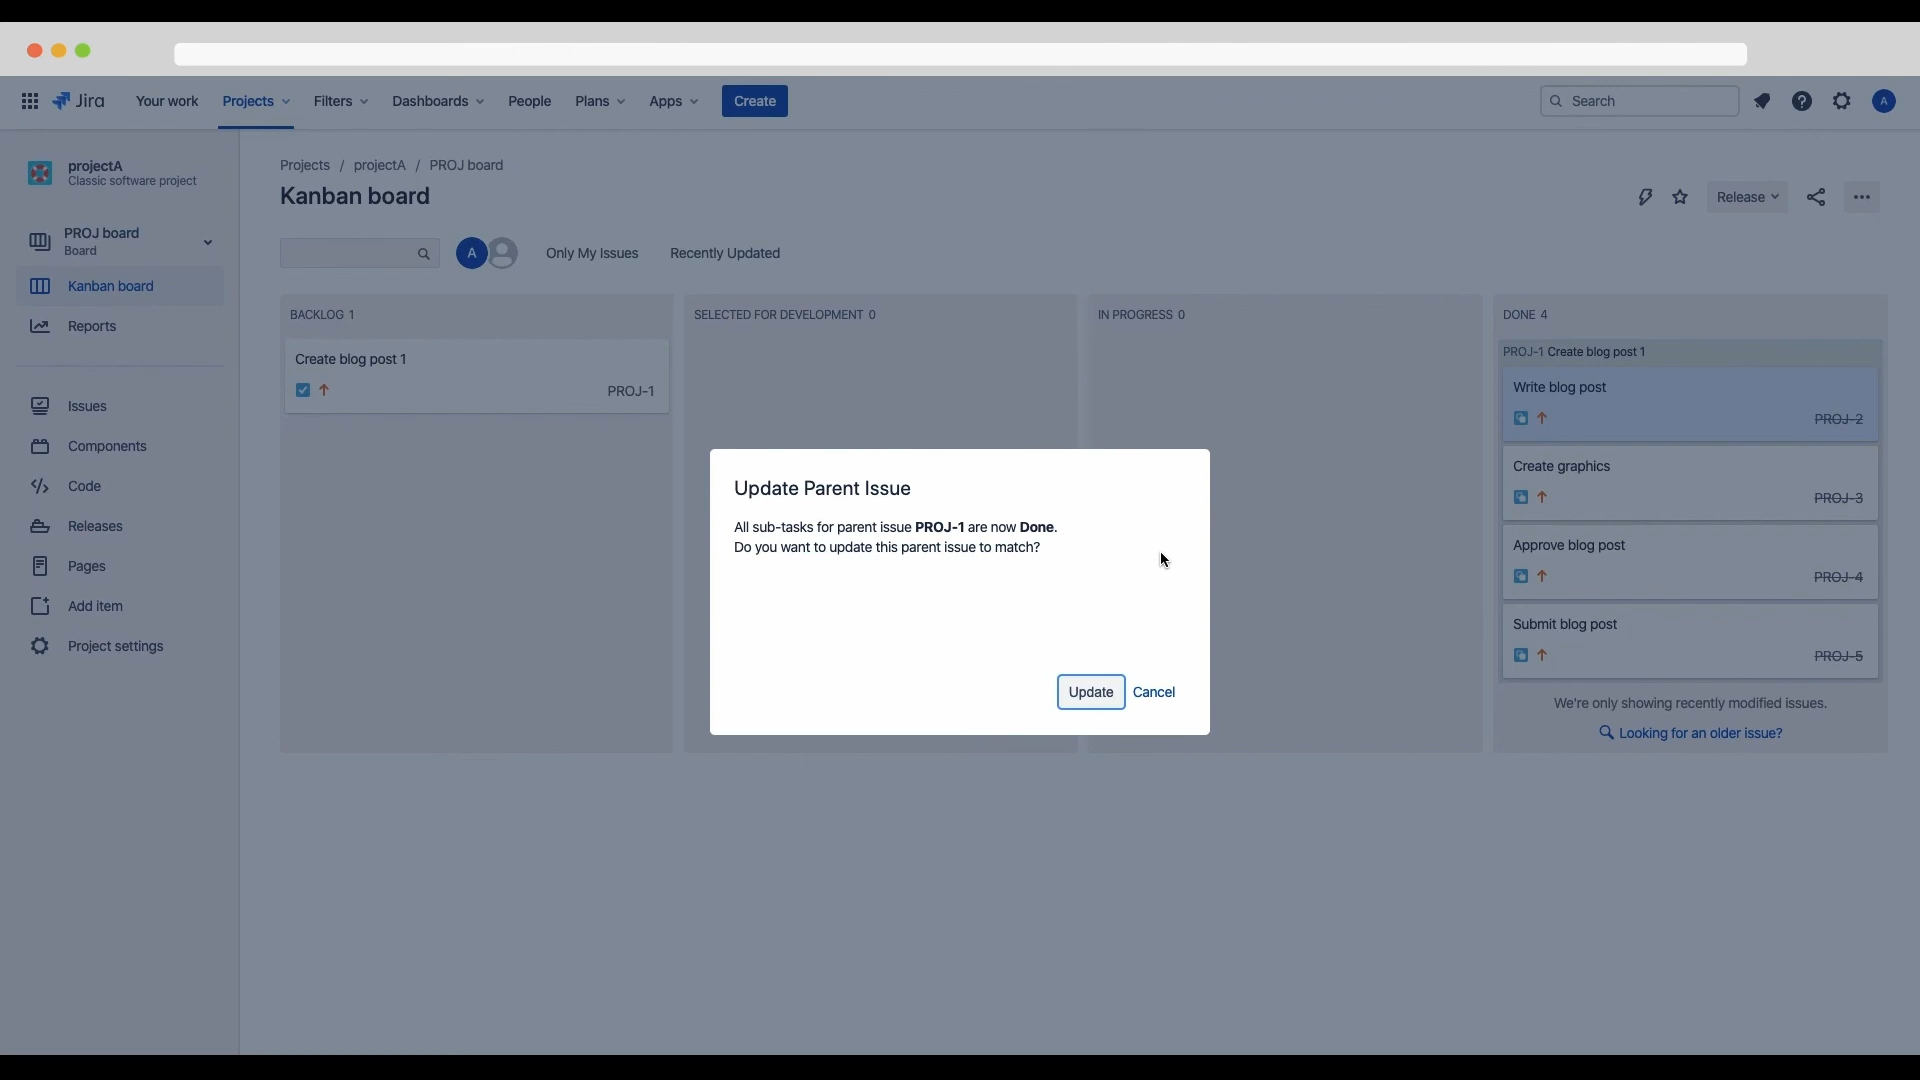 Jira
Your work
Projects
Filters
Dashboards
People
Plans
Apps
Create
Search
A
projectA
Classic software project
PROJ board
Board
Kanban board
Reports
Issues
Components
Code
Releases
Pages
Add item
Project settings
Projects / projectA / PROJ board
Kanban board
Release
A
Only My Issues
Recently Updated
BACKLOG 1
Create blog post 1
PROJ-1
SELECTED FOR DEVELOPMENT 0
IN PROGRESS 0
DONE 4
PROJ-1 Create blog post 1
Write blog post
PROJ-2
Create graphics
PROJ-3
Approve blog post
PROJ-4
Submit blog post
PROJ-5
We're only showing recently modified issues.
Looking for an older issue?
Update Parent Issue
All sub-tasks for parent issue PROJ-1 are now Done.
Do you want to update this parent issue to match?
Update
Cancel